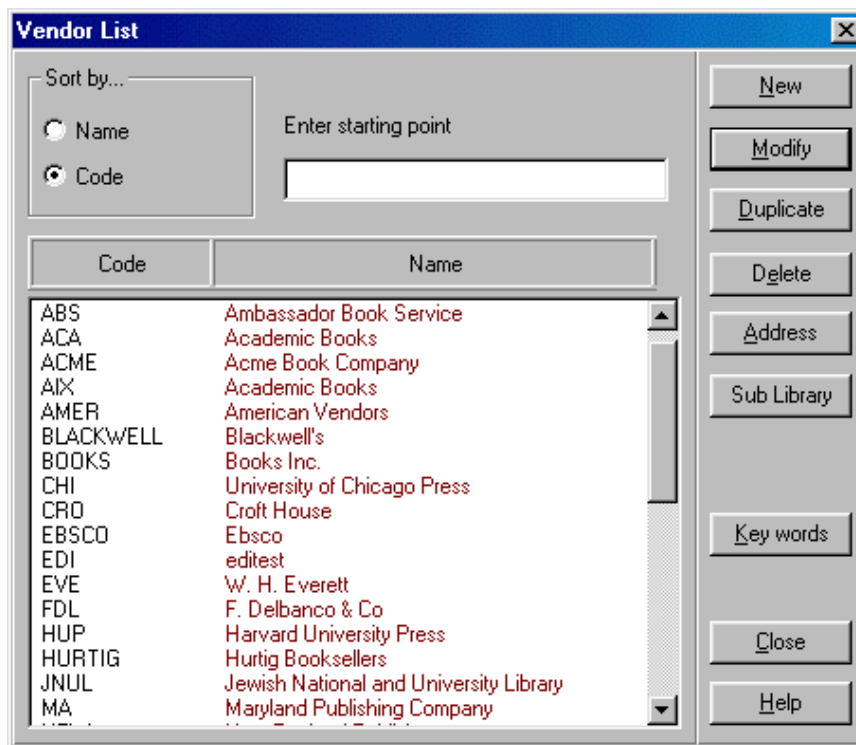 Vendor List
Sort by...
Name
Code
Enter starting point
Code Name
ABS Ambassador Book Service
ACA Academic Books
ACME Acme Book Company
AIX Academic Books
AMER American Vendors
BLACKWELL Blackwell's
BOOKS Books Inc.
CHI University of Chicago Press
CRO Croft House
EBSCO Ebsco
EDI editest
EVE W. H. Everett
FDL F. Delbanco & Co
HUP Harvard University Press
HURTIG Hurtig Booksellers
JNUL Jewish National and University Library
MA Maryland Publishing Company
New
Modify
Duplicate
Delete
Address
Sub Library
Key words
Close
Help